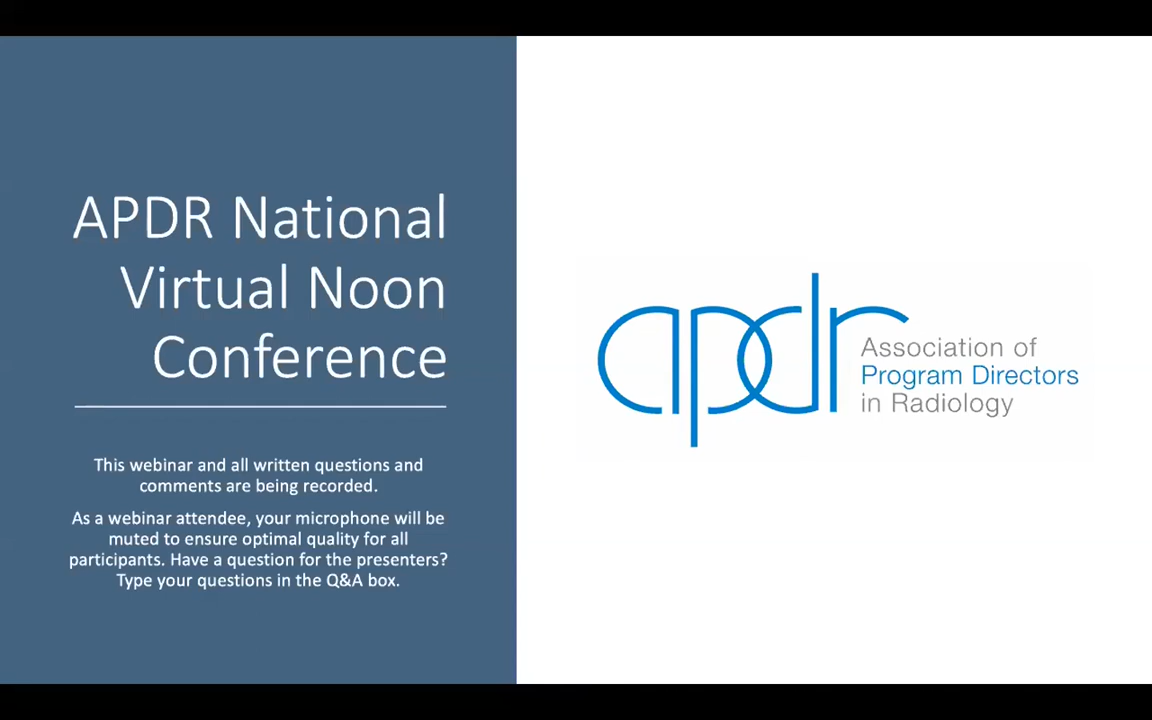 APDR National
Virtual Noon
Conference
This webinar and all written questions and
comments are being recorded.
As a webinar attendee, your microphone will be
muted to ensure optimal quality for all
participants. Have a question for the presenters?
Type your questions in the Q&A box.
apdr
Association of
Program Directors
in Radiology